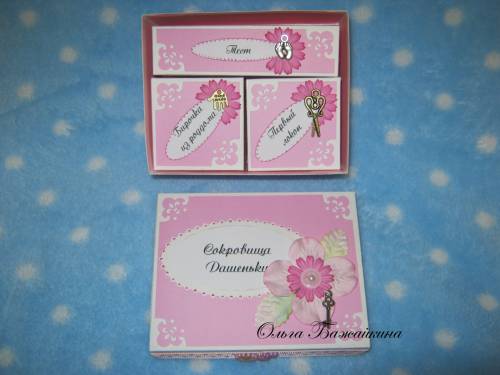 Тест
Бирочка
из роддома
Первый
локон
Сокровища
Дашеньки
Ольга Бажайкина